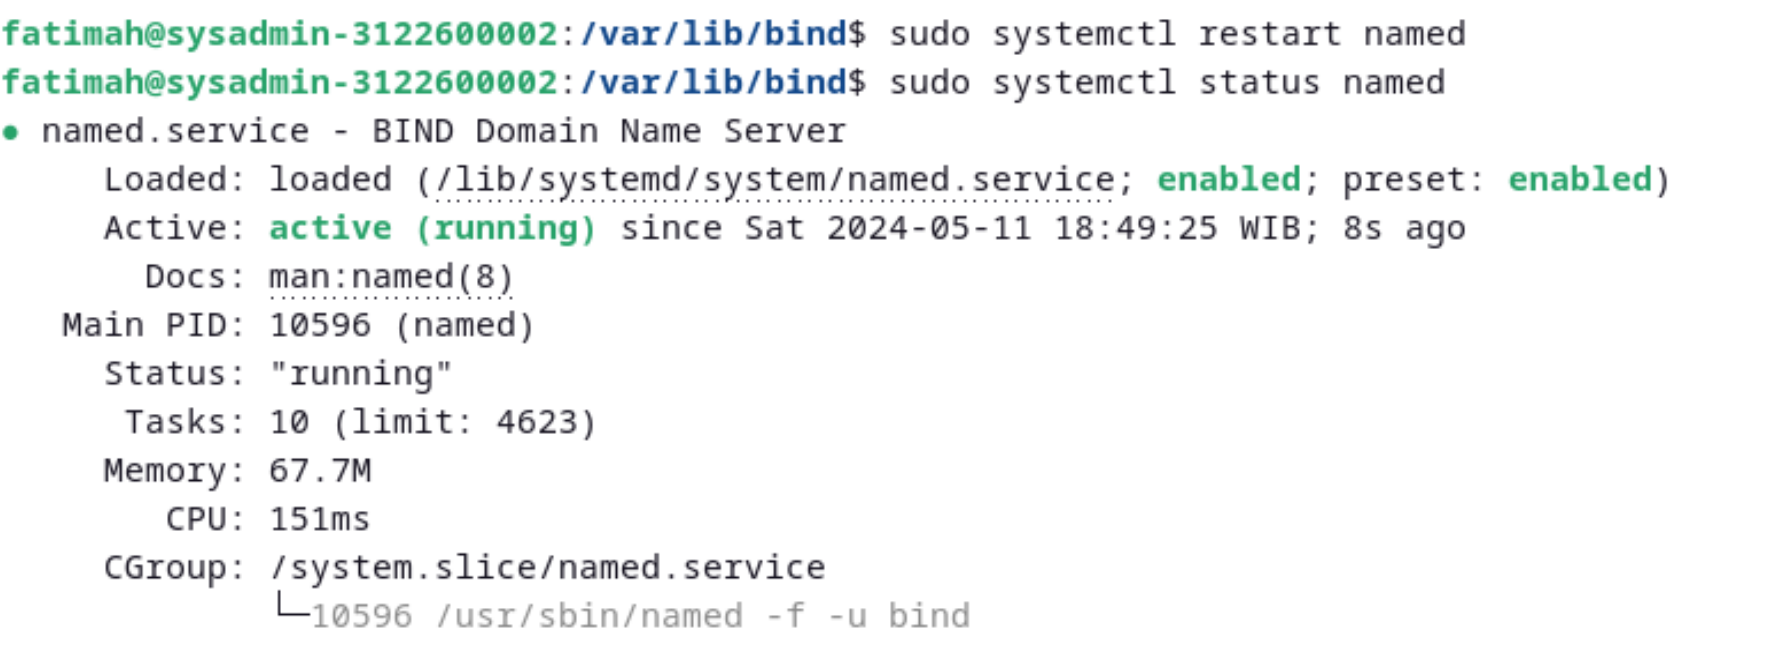 fatimah@sysadmin-3122600002:/var/lib/bind$ sudo systemctl restart named
fatimah@sysadmin-3122600002:/var/lib/bind$ sudo systemctl status named
● named.service - BIND Domain Name Server
     Loaded: loaded (/lib/systemd/system/named.service; enabled; preset: enabled)
     Active: active (running) since Sat 2024-05-11 18:49:25 WIB; 8s ago
       Docs: man:named(8)
   Main PID: 10596 (named)
     Status: "running"
      Tasks: 10 (limit: 4623)
     Memory: 67.7M
        CPU: 151ms
     CGroup: /system.slice/named.service
             └─10596 /usr/sbin/named -f -u bind